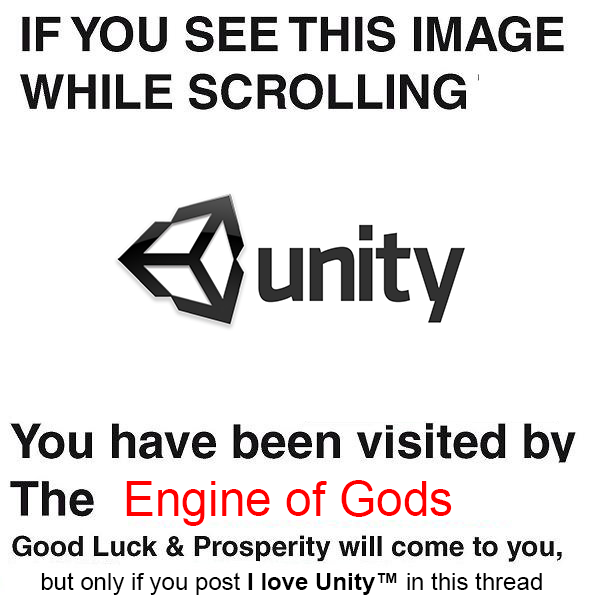 IF YOU SEE THIS IMAGE
WHILE SCROLLING
unity
You have been visited by
The Engine of Gods
Good Luck & Prosperity will come to you,
but only if you post I love Unity™ in this thread